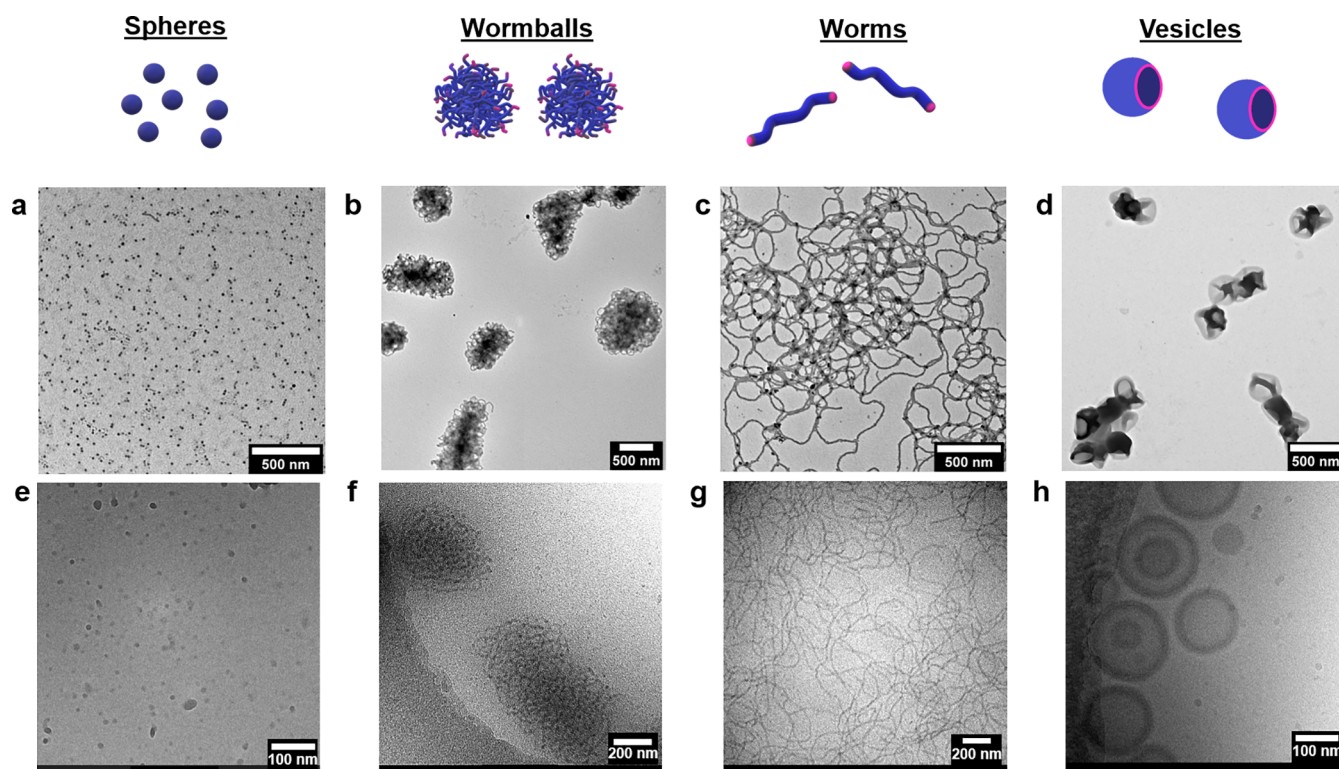 Spheres
Wormballs
Worms
Vesicles
a
b
c
d
500 nm
500 nm
500 nm
500 nm
e
f
g
h
100 nm
200 nm
200 nm
100 nm